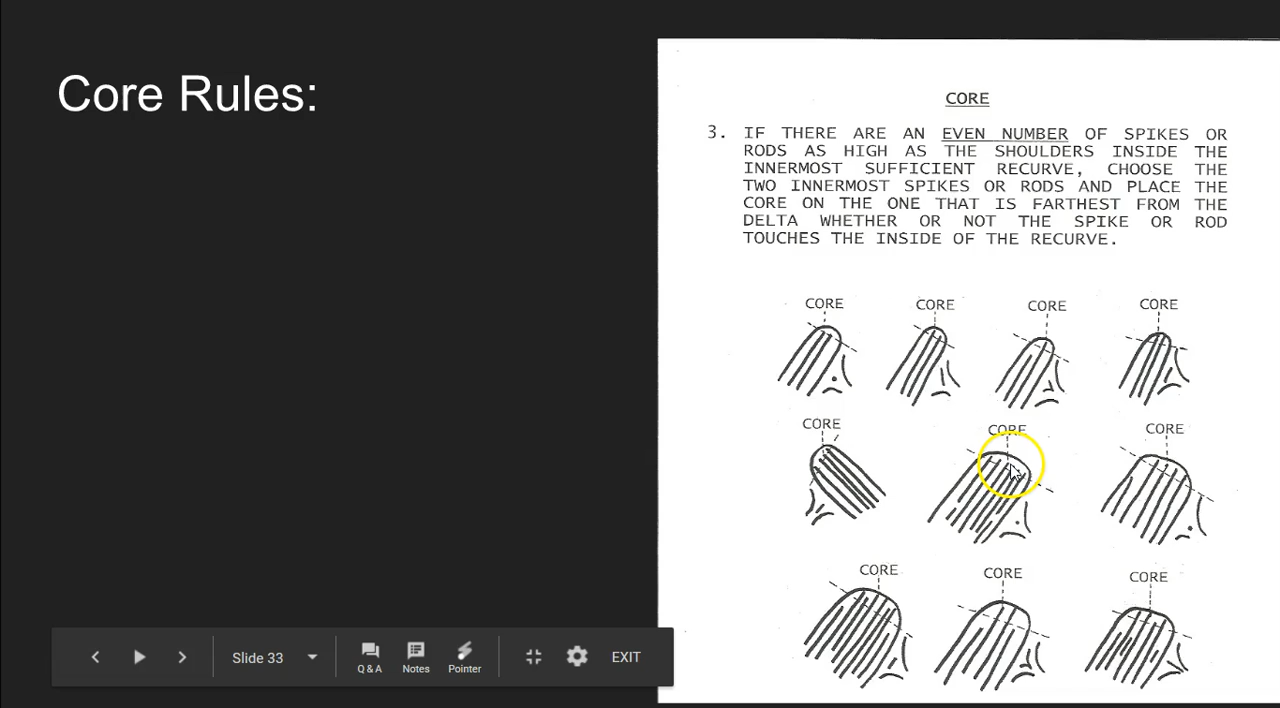 Core Rules:
CORE
3. IF THERE ARE AN EVEN NUMBER OF SPIKES OR
RODS AS HIGH AS THE SHOULDERS INSIDE THE
INNERMOST SUFFICIENT RECURVE, CHOOSE THE
TWO INNERMOST SPIKES OR RODS AND PLACE THE
CORE ON THE ONE THAT IS FARTHEST FROM THE
DELTA WHETHER OR NOT THE SPIKE OR ROD
TOUCHES THE INSIDE OF THE RECURVE.
CORE CORE CORE CORE
CORE CORE CORE
CORE CORE CORE
Slide 33 Q & A Notes Pointer EXIT